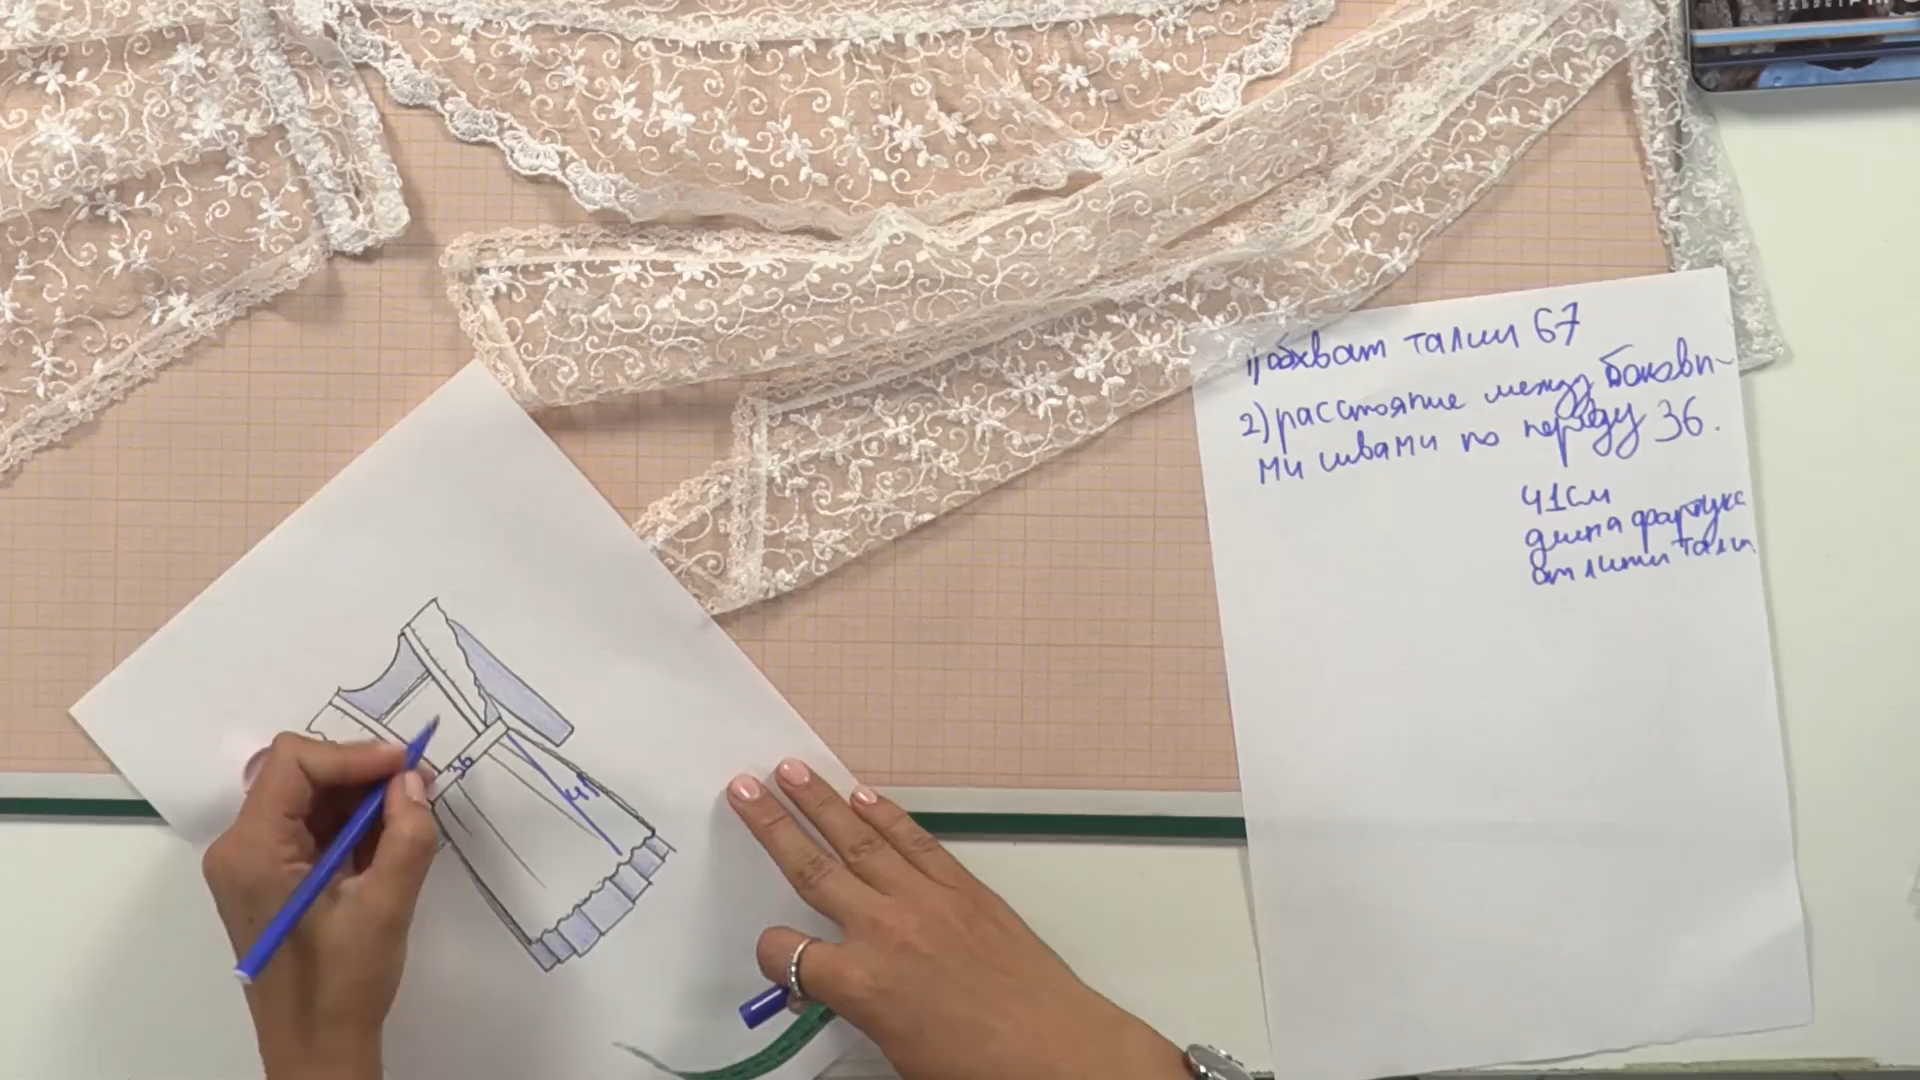 1) обхват талии 67
2) расстояние между боковы-
ми швами по переду 36.
41см
длина фартука
от линии талии
36
41